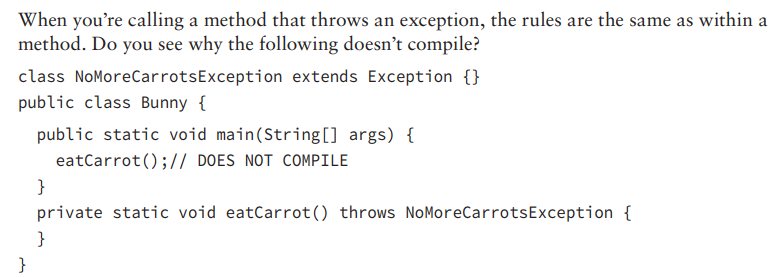 When you’re calling a method that throws an exception, the rules are the same as within a
method. Do you see why the following doesn’t compile?
class NoMoreCarrotsException extends Exception {}
public class Bunny {
  public static void main(String[] args) {
    eatCarrot();// DOES NOT COMPILE
  }
  private static void eatCarrot() throws NoMoreCarrotsException {
  }
}